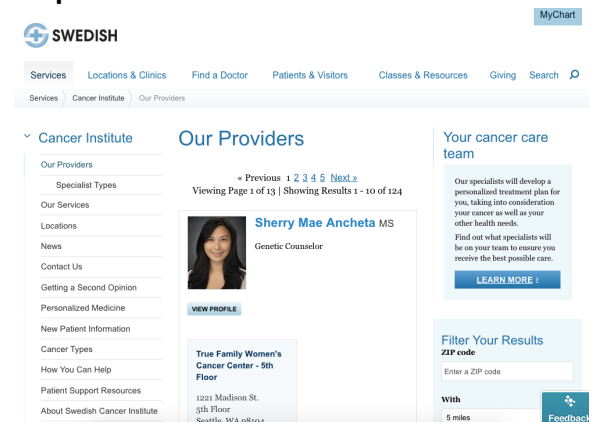 MyChart
SWEDISH
Services Locations & Clinics Find a Doctor Patients & Visitors Classes & Resources Giving Search
Services Cancer Institute Our Providers
Cancer Institute
Our Providers
Specialist Types
Our Services
Locations
News
Contact Us
Getting a Second Opinion
Personalized Medicine
New Patient Information
Cancer Types
How You Can Help
Patient Support Resources
About Swedish Cancer Institute
Our Providers
« Previous 1 2 3 4 5 Next »
Viewing Page 1 of 13 | Showing Results 1 - 10 of 124
Sherry Mae Ancheta MS
Genetic Counselor
VIEW PROFILE
True Family Women's
Cancer Center - 5th
Floor
1221 Madison St.
5th Floor
Seattle, WA 98104
Your cancer care
team
Our specialists will develop a
personalized treatment plan for
you, taking into consideration
your cancer as well as your
other health needs.
Find out what specialists will
be on your team to ensure you
receive the best possible care.
LEARN MORE ›
Filter Your Results
ZIP code
Enter a ZIP code
With
5 miles
Feedback